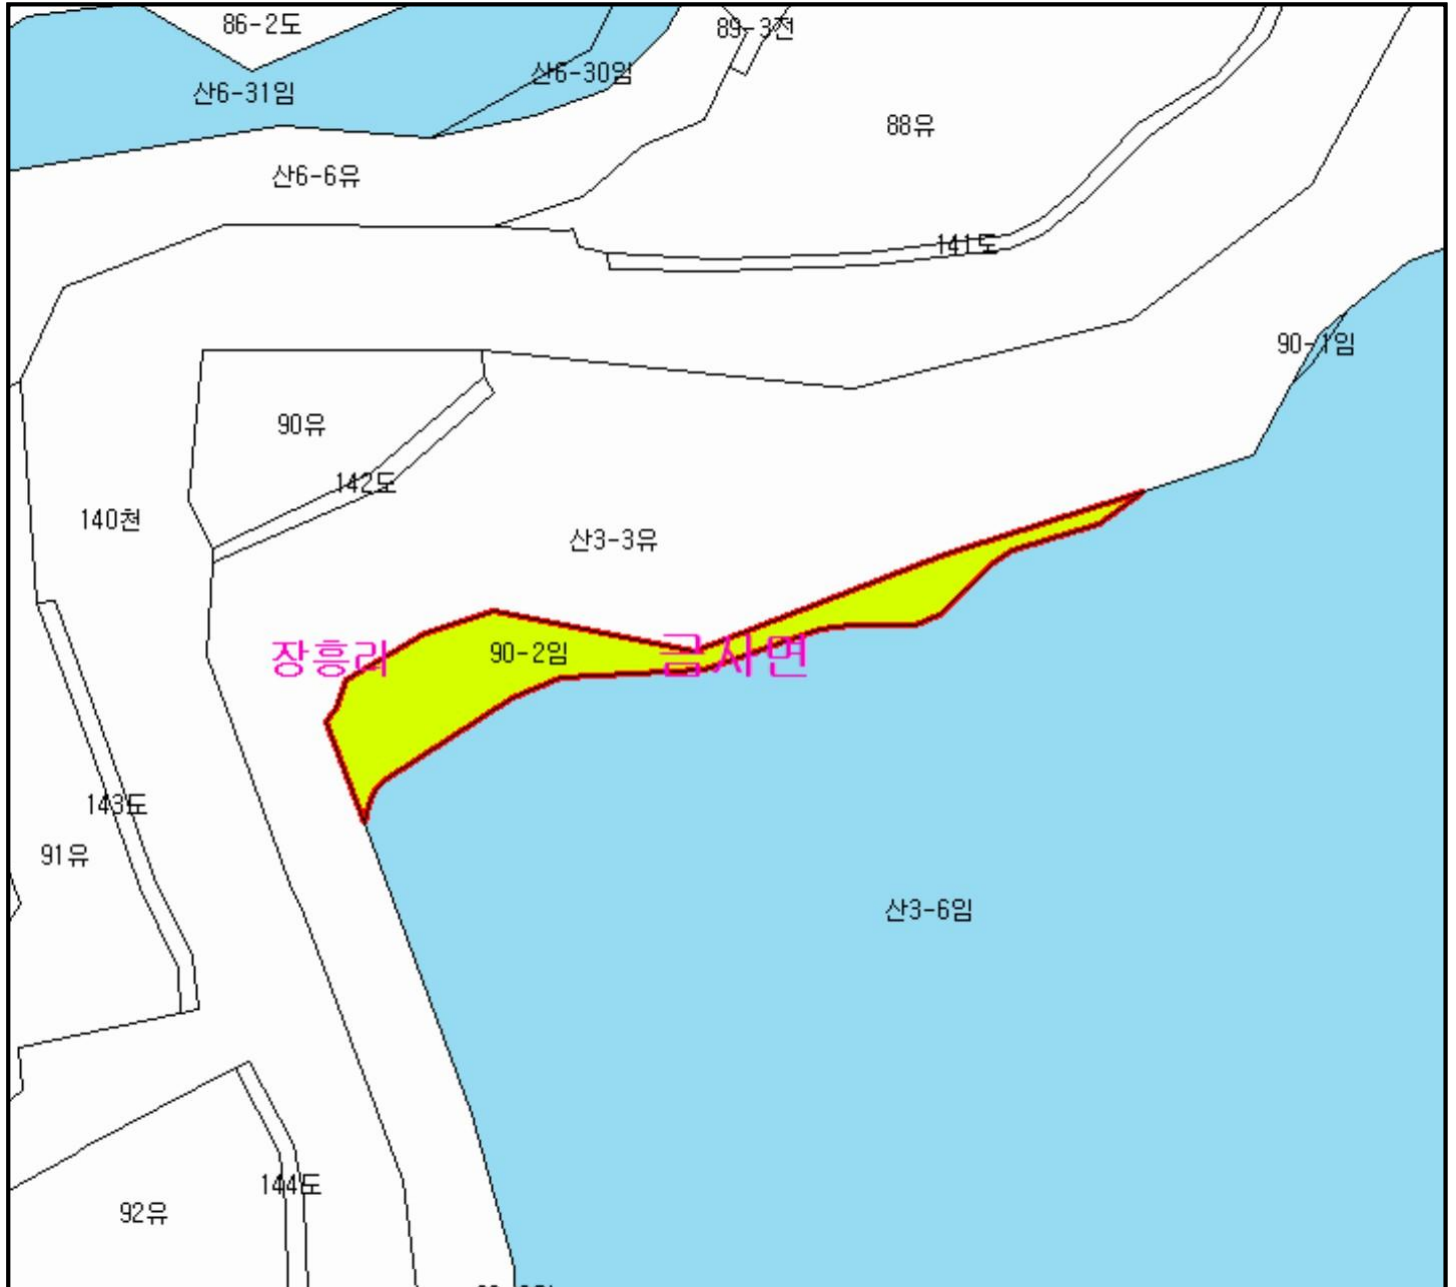 86-2도
89-3전
산6-30임
산6-31임
88유
산6-6유
141도
90-1임
90유
142도
140천
산3-3유
장흥리
90-2임
금사면
143도
91유
산3-6임
144도
92유